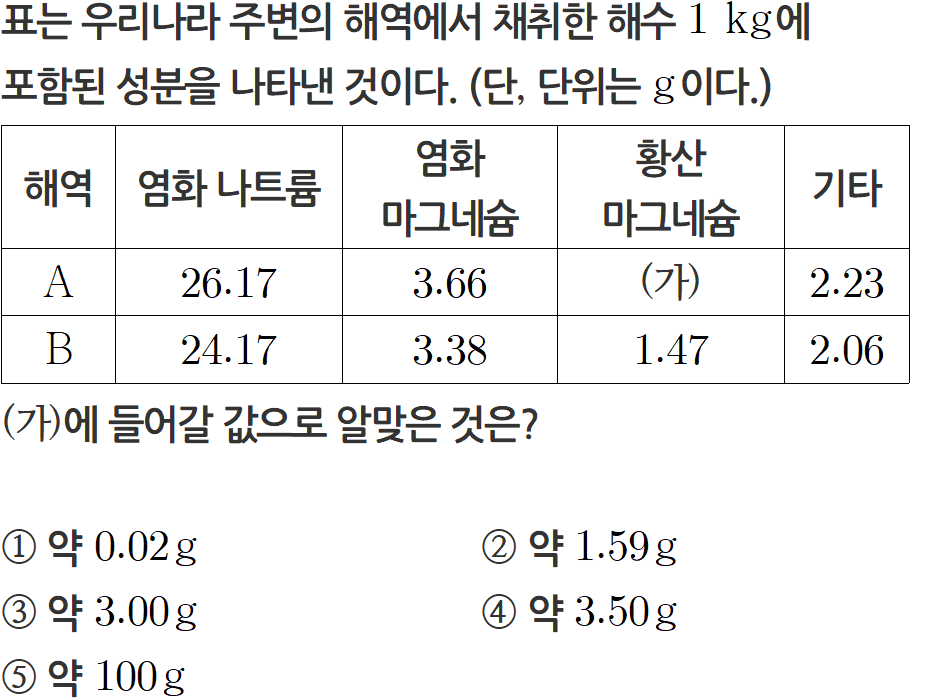 표는 우리나라 주변의 해역에서 채취한 해수 1 kg에
포함된 성분을 나타낸 것이다. (단, 단위는 g이다.)
해역 염화 나트륨 염화 마그네슘 황산 마그네슘 기타
A 26.17 3.66 (가) 2.23
B 24.17 3.38 1.47 2.06
(가)에 들어갈 값으로 알맞은 것은?
① 약 0.02g ② 약 1.59g
③ 약 3.00g ④ 약 3.50g
⑤ 약 100g